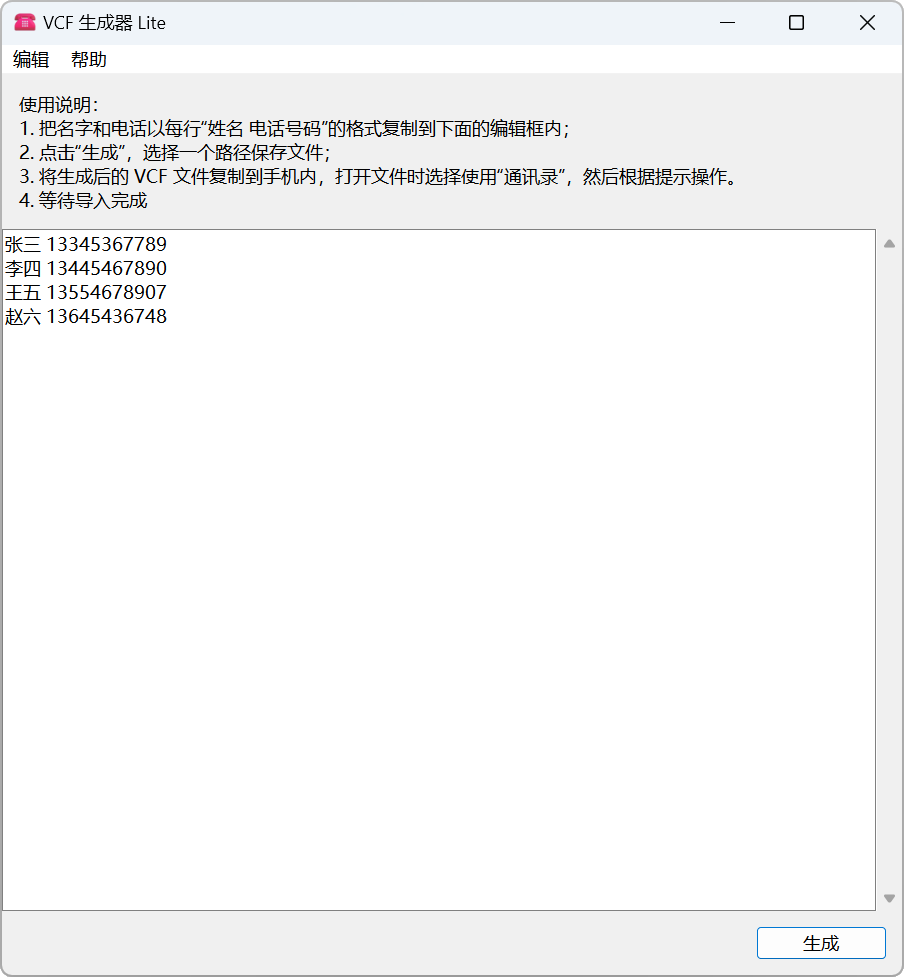 VCF 生成器 Lite
编辑 帮助
使用说明：
1. 把名字和电话以每行“姓名 电话号码”的格式复制到下面的编辑框内；
2. 点击“生成”，选择一个路径保存文件；
3. 将生成后的 VCF 文件复制到手机内，打开文件时选择使用“通讯录”，然后根据提示操作。
4. 等待导入完成
张三 13345367789
李四 13445467890
王五 13554678907
赵六 13645436748
生成